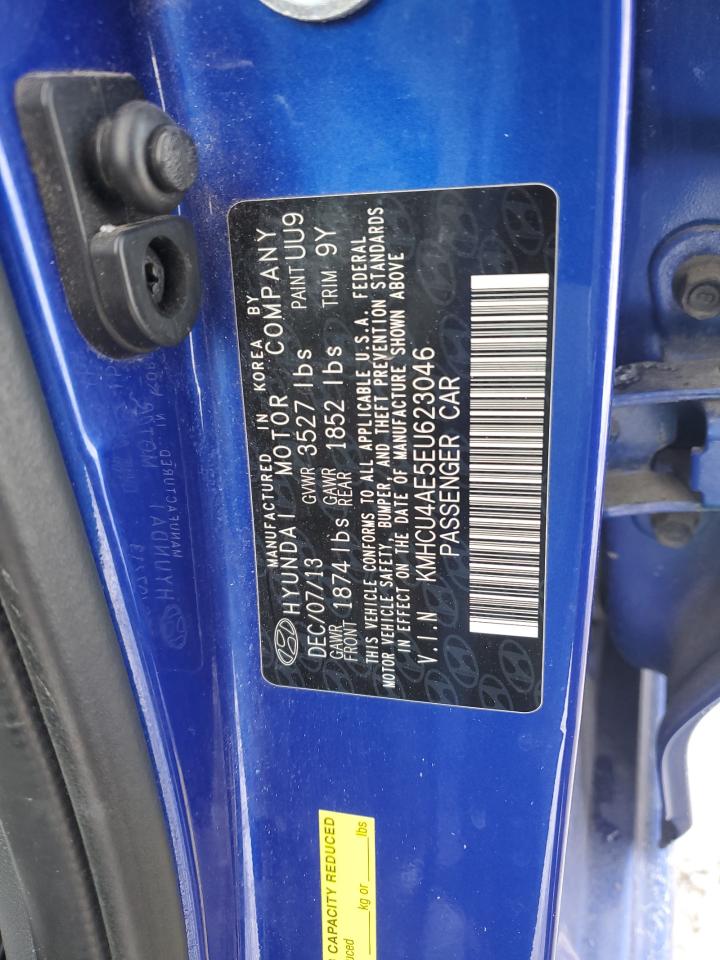 MANUFACTURED IN KOREA BY
HYUNDAI MOTOR COMPANY
DEC/07/13 GVWR 3527 lbs PAINT UU9
GAWR FRONT 1874 lbs GAWR REAR 1852 lbs TRIM 9Y
THIS VEHICLE CONFORMS TO ALL APPLICABLE U.S.A. FEDERAL
MOTOR VEHICLE SAFETY, BUMPER, AND THEFT PREVENTION STANDARDS
IN EFFECT ON THE DATE OF MANUFACTURE SHOWN ABOVE
V.I.N KMHCU4AE5EU623046
PASSENGER CAR
CAPACITY REDUCED
kg or lbs